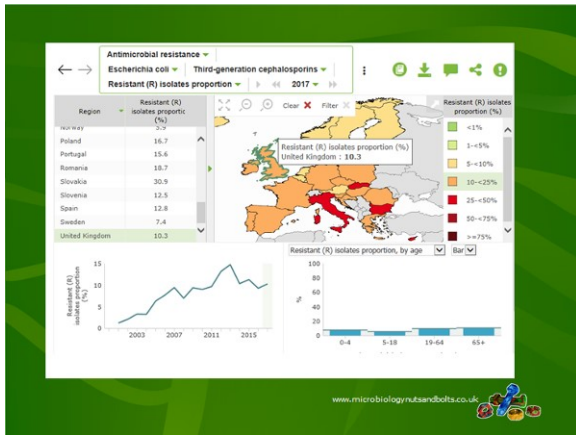 Antimicrobial resistance
Escherichia coli Third-generation cephalosporins
Resistant (R) isolates proportion 2017
Region Resistant (R) isolates proportic (%)
Norway 5.9
Poland 16.7
Portugal 15.6
Romania 18.7
Slovakia 30.9
Slovenia 12.5
Spain 12.8
Sweden 7.4
United Kingdom 10.3
Clear Filter
Resistant (R) isolates proportion (%)
United Kingdom : 10.3
Resistant (R) isolates proportion (%)
<1%
1-<5%
5-<10%
10-<25%
25-<50%
50-<75%
>=75%
Resistant (R) isolates proportion (%)
15
10
5
0
2003 2007 2011 2015
Resistant (R) isolates proportion, by age Bar
%
100
80
60
40
20
0
0-4 5-18 19-64 65+
www.microbiologynutsandbolts.co.uk